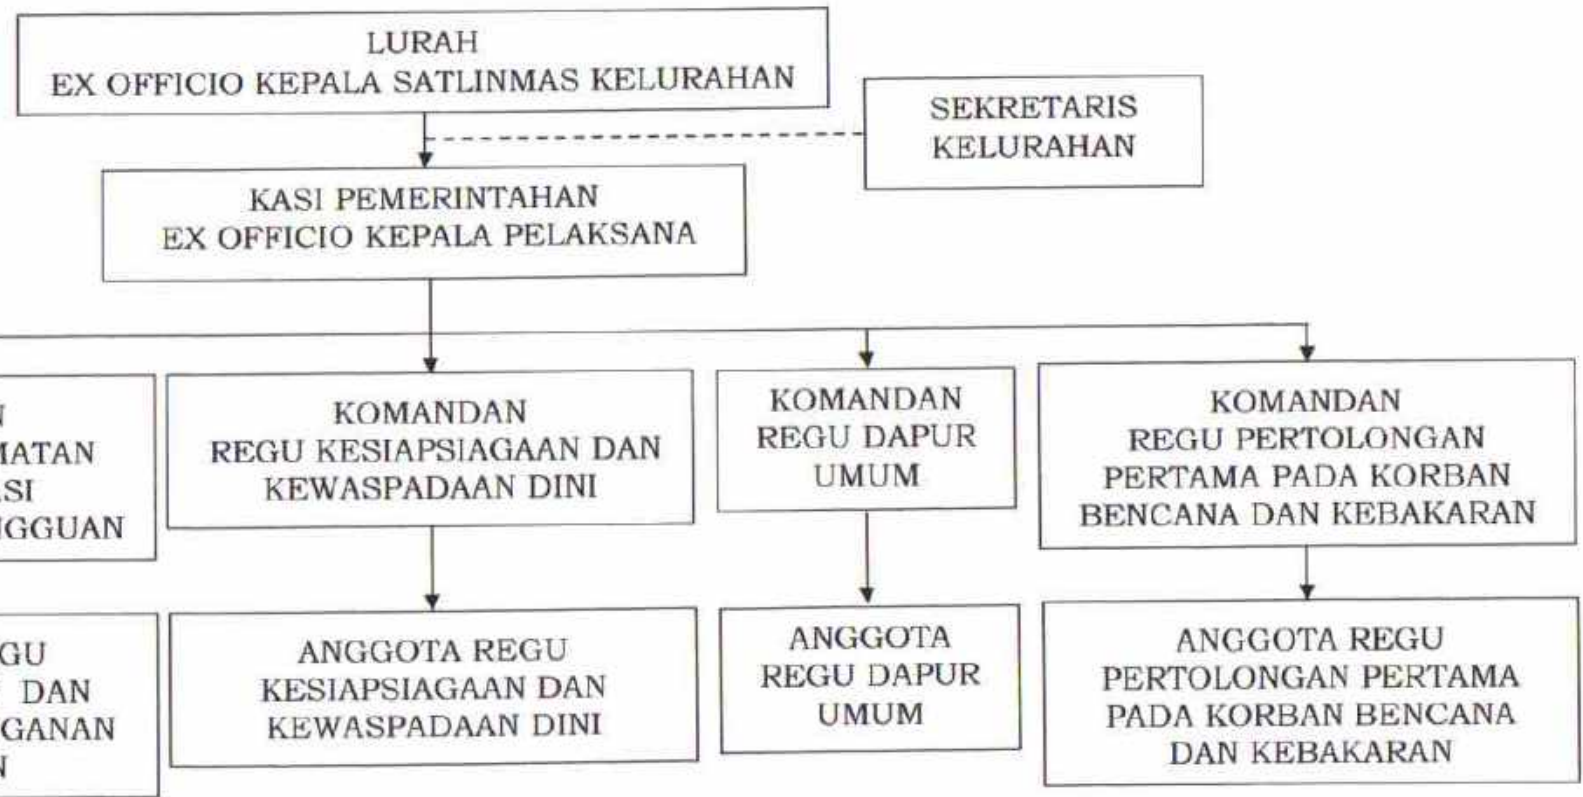 LURAH
EX OFFICIO KEPALA SATLINMAS KELURAHAN
SEKRETARIS
KELURAHAN
KASI PEMERINTAHAN
EX OFFICIO KEPALA PELAKSANA
KOMANDAN
REGU KESIAPSIAGAAN DAN
KEWASPADAAN DINI
KOMANDAN
REGU DAPUR
UMUM
KOMANDAN
REGU PERTOLONGAN
PERTAMA PADA KORBAN
BENCANA DAN KEBAKARAN
DAN
ANGGOTA REGU
KESIAPSIAGAAN DAN
KEWASPADAAN DINI
ANGGOTA
REGU DAPUR
UMUM
ANGGOTA REGU
PERTOLONGAN PERTAMA
PADA KORBAN BENCANA
DAN KEBAKARAN